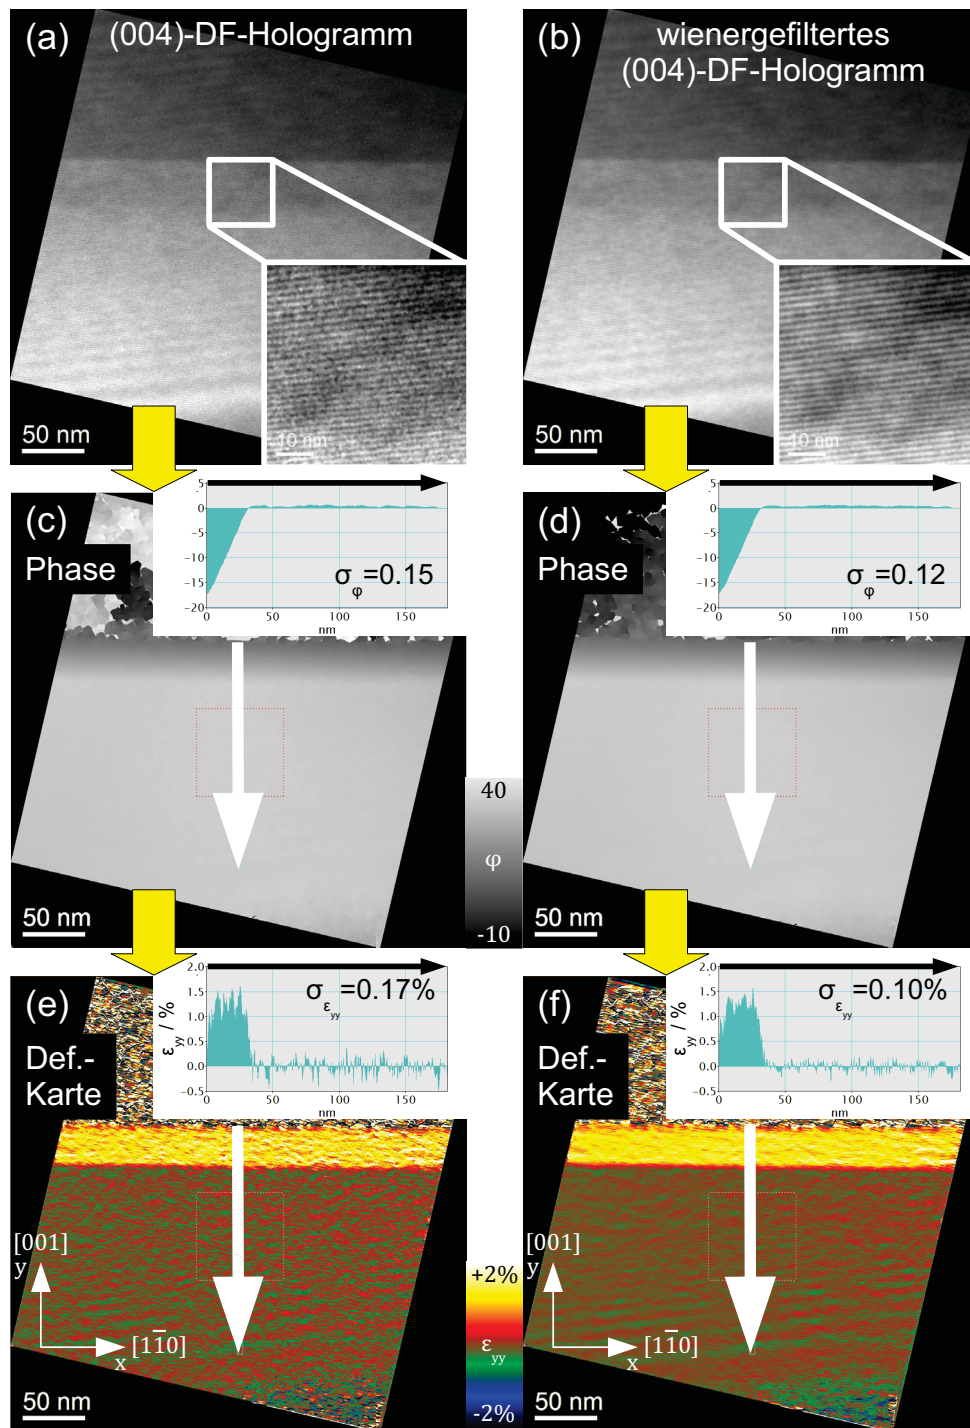 (a) (004)-DF-Hologramm
50 nm
10 nm
(b) wienergefiltertes
(004)-DF-Hologramm
50 nm
10 nm
(c)
Phase
5
0
−5
−10
−15
−20
0 50 100 150
nm
σφ=0.15
50 nm
(d)
Phase
5
0
−5
−10
−15
−20
0 50 100 150
nm
σφ=0.12
50 nm
40
φ
-10
(e)
Def.-
Karte
εyy / %
2.0
1.5
1.0
0.5
0.0
−0.5
0 50 100 150
nm
σεyy=0.17%
[001]
y
x [1̄1̄0]
50 nm
(f)
Def.-
Karte
εyy / %
2.0
1.5
1.0
0.5
0.0
−0.5
0 50 100 150
nm
σεyy=0.10%
[001]
y
x [11̄0]
50 nm
+2%
εyy
-2%